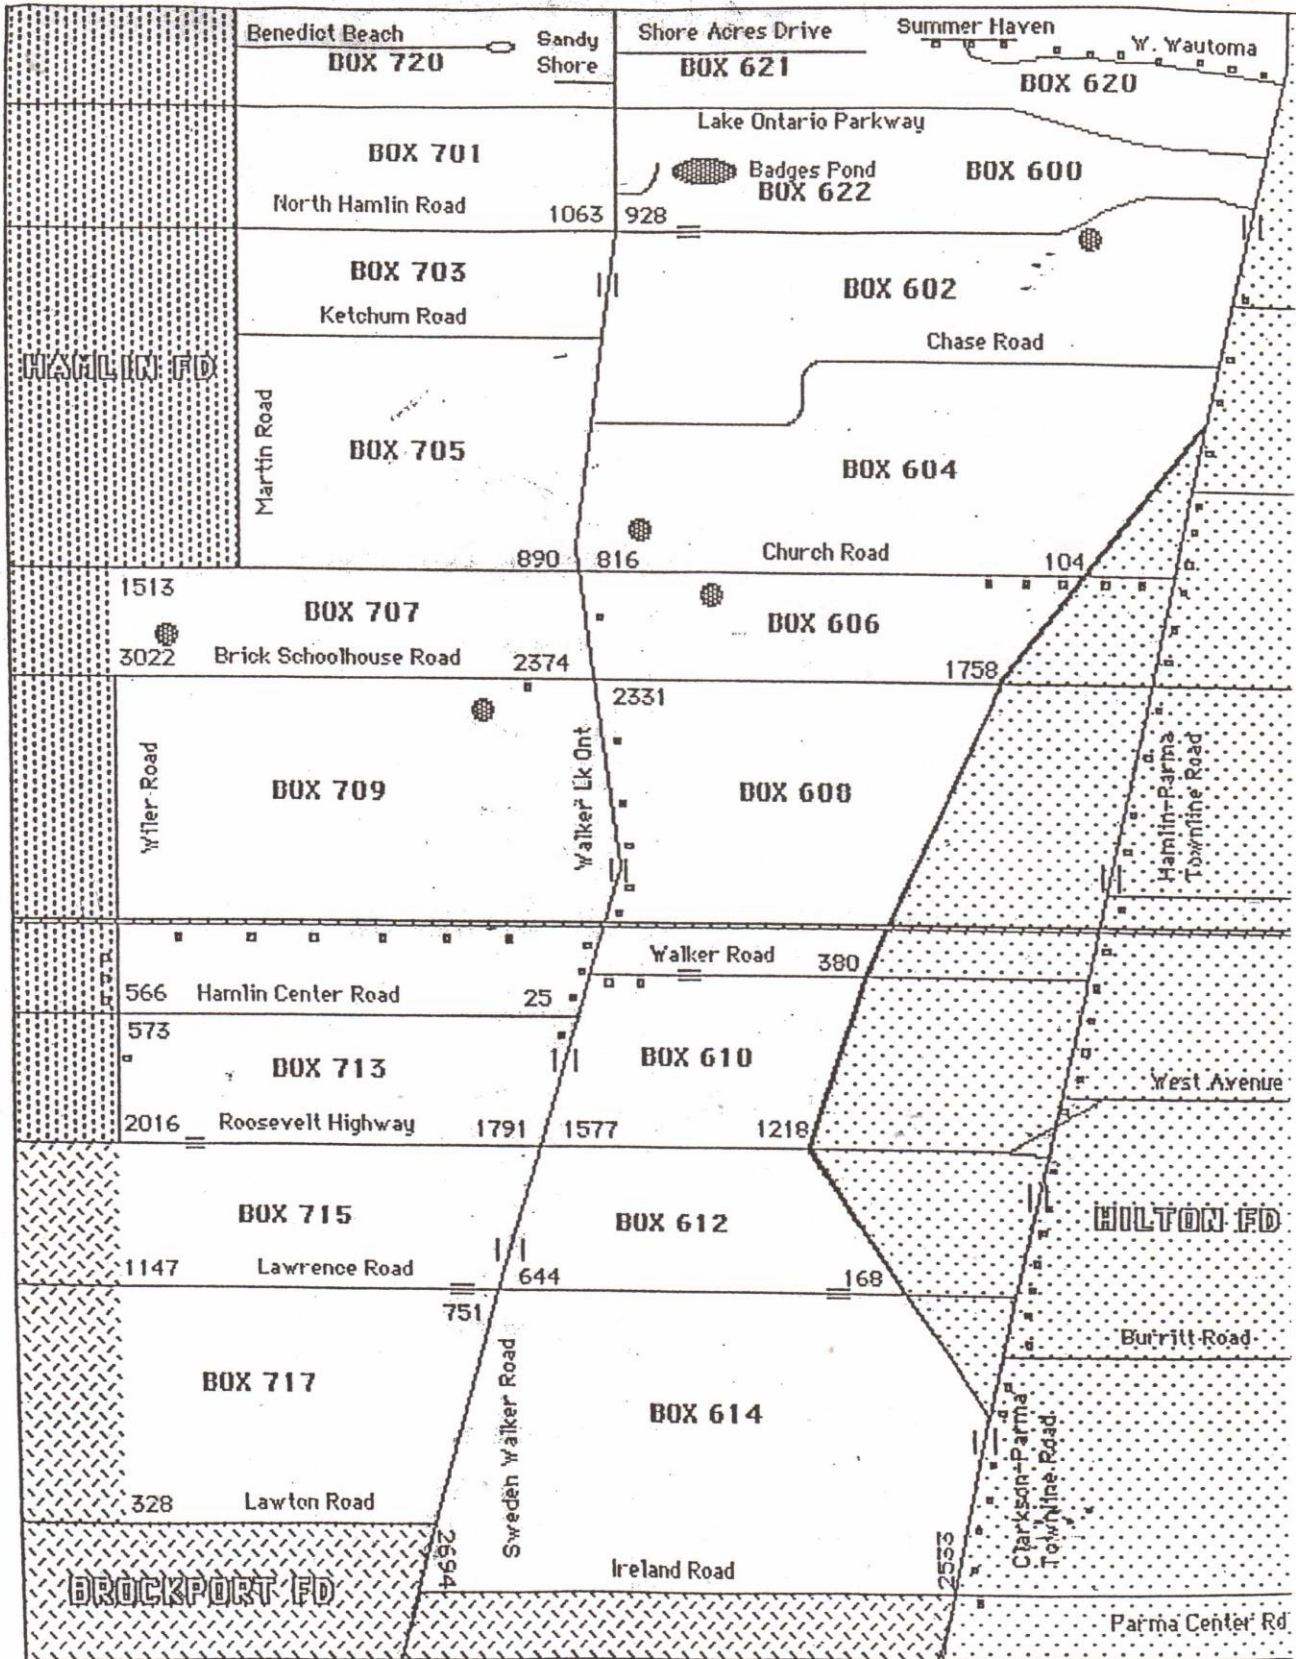 Benedict Beach
BOX 720
Sandy
Shore
Shore Acres Drive
BOX 621
Summer Haven
W. Wautoma
BOX 620
Lake Ontario Parkway
BOX 701
Badges Pond
BOX 622
BOX 600
North Hamlin Road
1063
928
BOX 703
BOX 602
Ketchum Road
Chase Road
HAMLIN FD
Martin Road
BOX 705
BOX 604
890
816
Church Road
104
1513
BOX 707
BOX 606
3022
Brick Schoolhouse Road
2374
1758
2331
Wiler Road
BOX 709
Walker Lk Ont
BOX 608
Hamlin-Parma
Townline Road
Walker Road
380
566
Hamlin Center Road
25
573
BOX 713
BOX 610
West Avenue
2016
Roosevelt Highway
1791
1577
1218
BOX 715
BOX 612
HILTON FD
1147
Lawrence Road
644
168
751
Burritt Road
BOX 717
Sweden Walker Road
BOX 614
Clarkson-Parma
Townline Road
328
Lawton Road
2694
Ireland Road
2533
BROCKPORT FD
Parma Center Rd